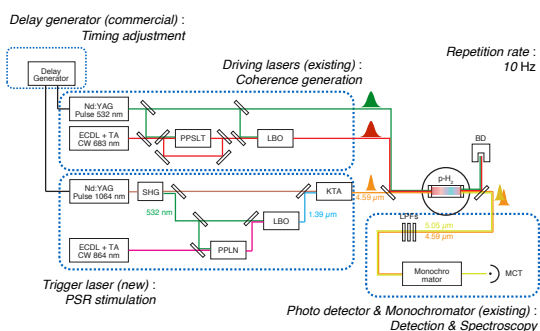 Delay generator (commercial) :
Timing adjustment
Repetition rate :
10 Hz
Driving lasers (existing) :
Coherence generation
Delay
Generator
Nd:YAG
Pulse 532 nm
ECDL + TA
CW 683 nm
PPSLT
LBO
BD
p-H2
Nd:YAG
Pulse 1064 nm
SHG
532 nm
KTA
4.59 µm
LBO
1.39 µm
ECDL + TA
CW 864 nm
PPLN
LPFs
5.05 µm
4.59 µm
Monochro
mator
MCT
Trigger laser (new) :
PSR stimulation
Photo detector & Monochromator (existing) :
Detection & Spectroscopy